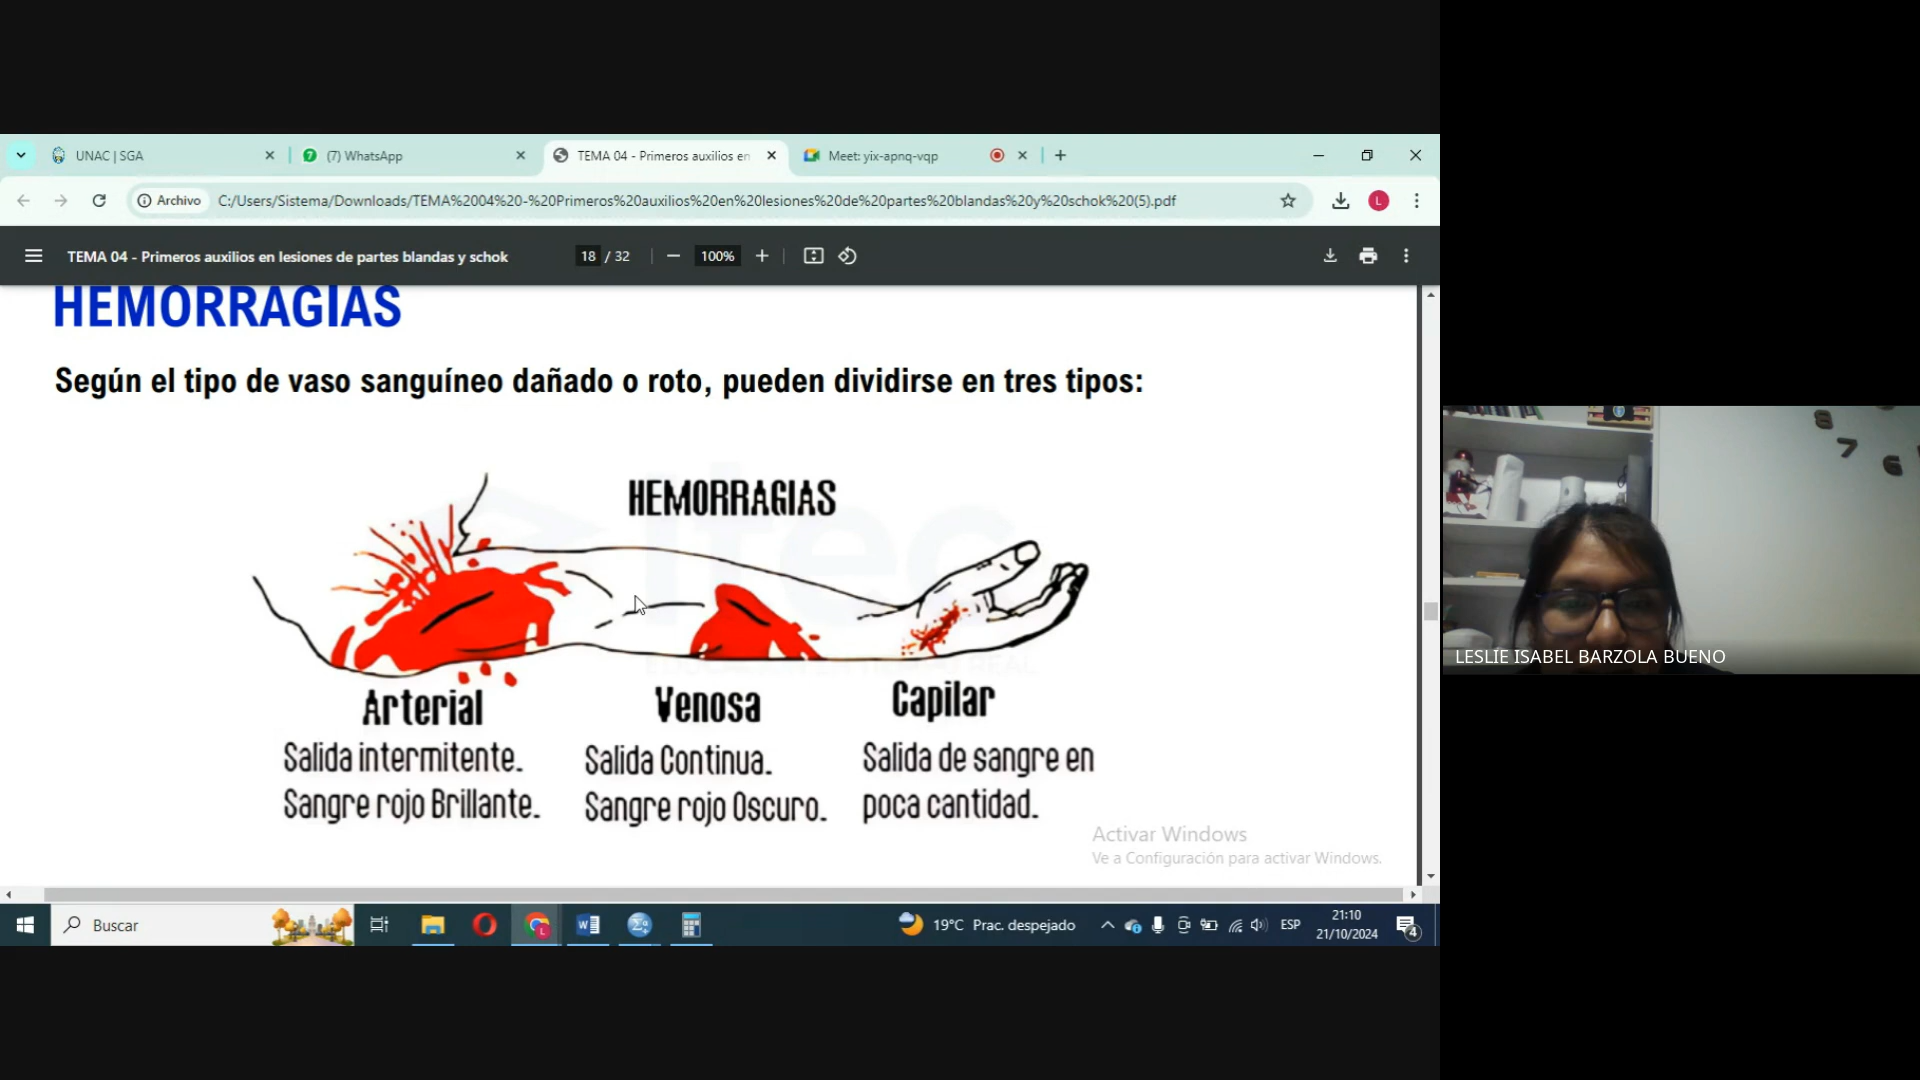 UNAC | SGA
(7) WhatsApp
TEMA 04 - Primeros auxilios en
Meet: yix-apnq-vqp
Archivo
C:/Users/Sistema/Downloads/TEMA%2004%20-%20Primeros%20auxilios%20en%20lesiones%20de%20partes%20blandas%20y%20schok%20(5).pdf
L
TEMA 04 - Primeros auxilios en lesiones de partes blandas y schok
18 / 32
100%
HEMORRAGIAS
Según el tipo de vaso sanguíneo dañado o roto, pueden dividirse en tres tipos:
HEMORRAGIAS
Arterial
Salida intermitente.
Sangre rojo Brillante.
Venosa
Salida Continua.
Sangre rojo Oscuro.
Capilar
Salida de sangre en
poca cantidad.
Activar Windows
Ve a Configuración para activar Windows.
Buscar
19°C Prac. despejado
ESP
21:10
21/10/2024
4
8
7
6
LESLIE ISABEL BARZOLA BUENO